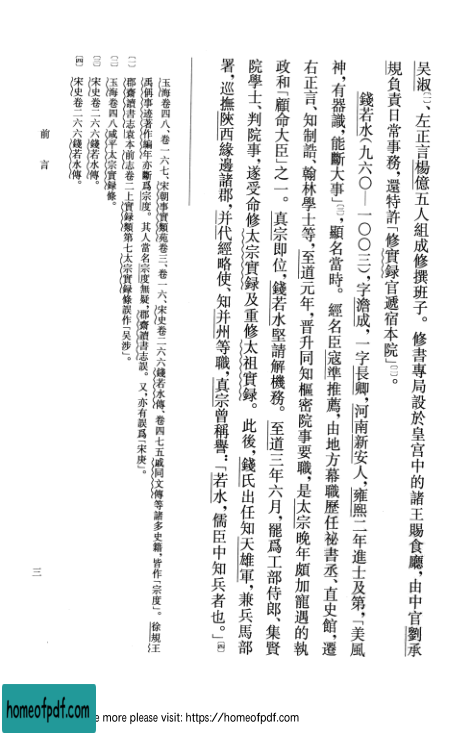 吳淑〔一〕、左正言楊億五人組成修撰班子。修書專局設於皇宮中的諸王賜食廳，由中官劉承
規負責日常事務，還特許「修實錄官遞宿本院」〔二〕。
錢若水（九六〇——一〇〇三），字澹成，一字長卿，河南新安人，雍熙二年進士及第，「美風
神，有器識，能斷大事」〔三〕，顯名當時。經名臣寇準推薦，由地方幕職歷任祕書丞、直史館，遷
右正言、知制誥、翰林學士等，至道元年，晉升同知樞密院事要職，是太宗晚年頗加寵遇的執
政和「顧命大臣」之一。真宗即位，錢若水堅請解機務。至道三年六月，罷爲工部侍郎、集賢
院學士、判院事，遂受命修太宗實錄及重修太祖實錄。此後，錢氏出任知天雄軍，兼兵馬部
署，巡撫陝西緣邊諸郡，并代經略使、知并州等職，真宗曾稱譽：「若水，儒臣中知兵者也。」〔四〕
玉海卷四八、卷一六七、宋朝事實類苑卷三、卷一六、宋史卷二六六錢若水傳、卷四七五戚同文傳等諸多史籍，皆作「宗度」。徐規王
禹偁事迹著作編年亦斷爲宗度。其人當名宗度無疑，郡齋讀書志誤。又，亦有誤爲「宋庚」。
〔一〕郡齋讀書志袁本前志卷二上實錄類第七太宗實錄條誤作「吳涉」。
〔二〕玉海卷四八咸平太宗實錄條。
〔三〕宋史卷二六六錢若水傳。
〔四〕宋史卷二六六錢若水傳。
前言
三
homeofpdf.com
e more please visit: https://homeofpdf.com